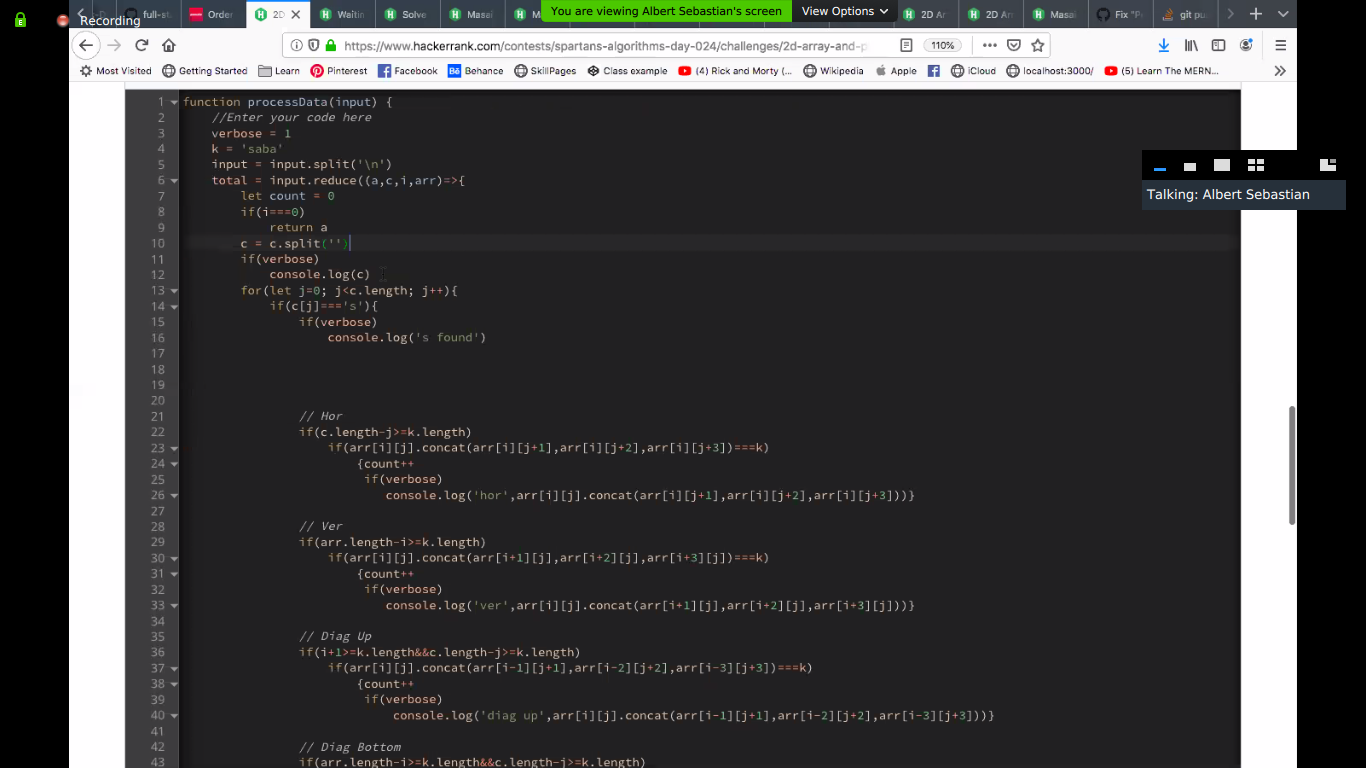 Recording
full-st
Order
2D
Waitin
Solve
Masai
You are viewing Albert Sebastian's screen
View Options
2D Ar
2D Arr
Masai
Fix "P
git pu
https://www.hackerrank.com/contests/spartans-algorithms-day-024/challenges/2d-array-and-p
110%
Most Visited
Getting Started
Learn
Pinterest
Facebook
Behance
SkillPages
Class example
(4) Rick and Morty (...
Wikipedia
Apple
iCloud
localhost:3000/
(5) Learn The MERN...
Talking: Albert Sebastian
1 function processData(input) {
2 //Enter your code here
3 verbose = 1
4 k = 'saba'
5 input = input.split('\n')
6 total = input.reduce((a,c,i,arr)=>{
7 let count = 0
8 if(i===0)
9 return a
10 c = c.split('')
11 if(verbose)
12 console.log(c)
13 for(let j=0; j<c.length; j++){
14 if(c[j]==='s'){
15 if(verbose)
16 console.log('s found')
17
18
19
20
21 // Hor
22 if(c.length-j>=k.length)
23 if(arr[i][j].concat(arr[i][j+1],arr[i][j+2],arr[i][j+3])===k)
24 {count++
25 if(verbose)
26 console.log('hor',arr[i][j].concat(arr[i][j+1],arr[i][j+2],arr[i][j+3]))}
27
28 // Ver
29 if(arr.length-i>=k.length)
30 if(arr[i][j].concat(arr[i+1][j],arr[i+2][j],arr[i+3][j])===k)
31 {count++
32 if(verbose)
33 console.log('ver',arr[i][j].concat(arr[i+1][j],arr[i+2][j],arr[i+3][j]))}
34
35 // Diag Up
36 if(i+1>=k.length&&c.length-j>=k.length)
37 if(arr[i][j].concat(arr[i-1][j+1],arr[i-2][j+2],arr[i-3][j+3])===k)
38 {count++
39 if(verbose)
40 console.log('diag up',arr[i][j].concat(arr[i-1][j+1],arr[i-2][j+2],arr[i-3][j+3]))}
41
42 // Diag Bottom
43 if(arr.length-i>=k.length&&c.length-j>=k.length)